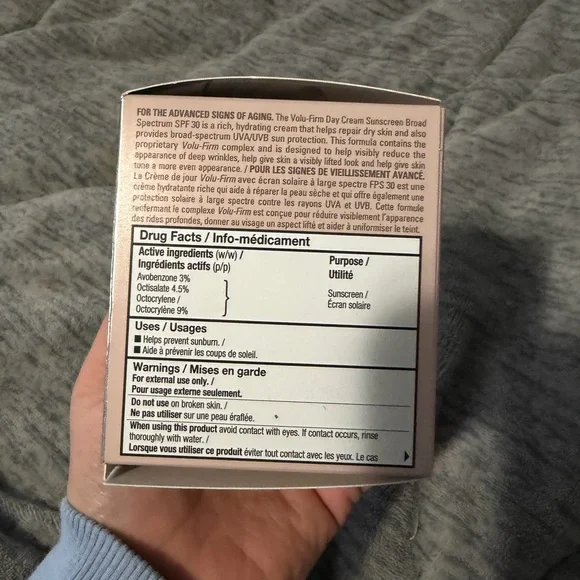 FOR THE ADVANCED SIGNS OF AGING. The Volu-Firm Day Cream Sunscreen Broad
Spectrum SPF 30 is a rich, hydrating cream that helps repair dry skin and also
provides broad-spectrum UVA/UVB sun protection. This formula contains the
proprietary Volu-Firm complex and is designed to help visibly reduce the
appearance of deep wrinkles, help give skin a visibly lifted look and help give skin
tone a more even appearance. / POUR LES SIGNES DE VIEILLISSEMENT AVANCÉ.
La Crème de jour Volu-Firm avec écran solaire à large spectre FPS 30 est une
crème hydratante riche qui aide à réparer la peau sèche et qui offre également une
protection solaire à large spectre contre les rayons UVA et UVB. Cette formule
renfermant le complexe Volu-Firm est conçue pour réduire visiblement l'apparence
des rides profondes, donner au visage un aspect lifté et aider à uniformiser le teint.
Drug Facts / Info-médicament
Active ingredients (w/w) /
Ingrédients actifs (p/p)
Purpose /
Utilité
Avobenzone 3%
Octisalate 4.5%
Octocrylene /
Octocrylène 9%
Sunscreen /
Écran solaire
Uses / Usages
■ Helps prevent sunburn. /
■ Aide à prévenir les coups de soleil.
Warnings / Mises en garde
For external use only. /
Pour usage externe seulement.
Do not use on broken skin. /
Ne pas utiliser sur une peau éraflée.
When using this product avoid contact with eyes. If contact occurs, rinse
thoroughly with water. /
Lorsque vous utiliser ce produit éviter tout contact avec les yeux. Le cas